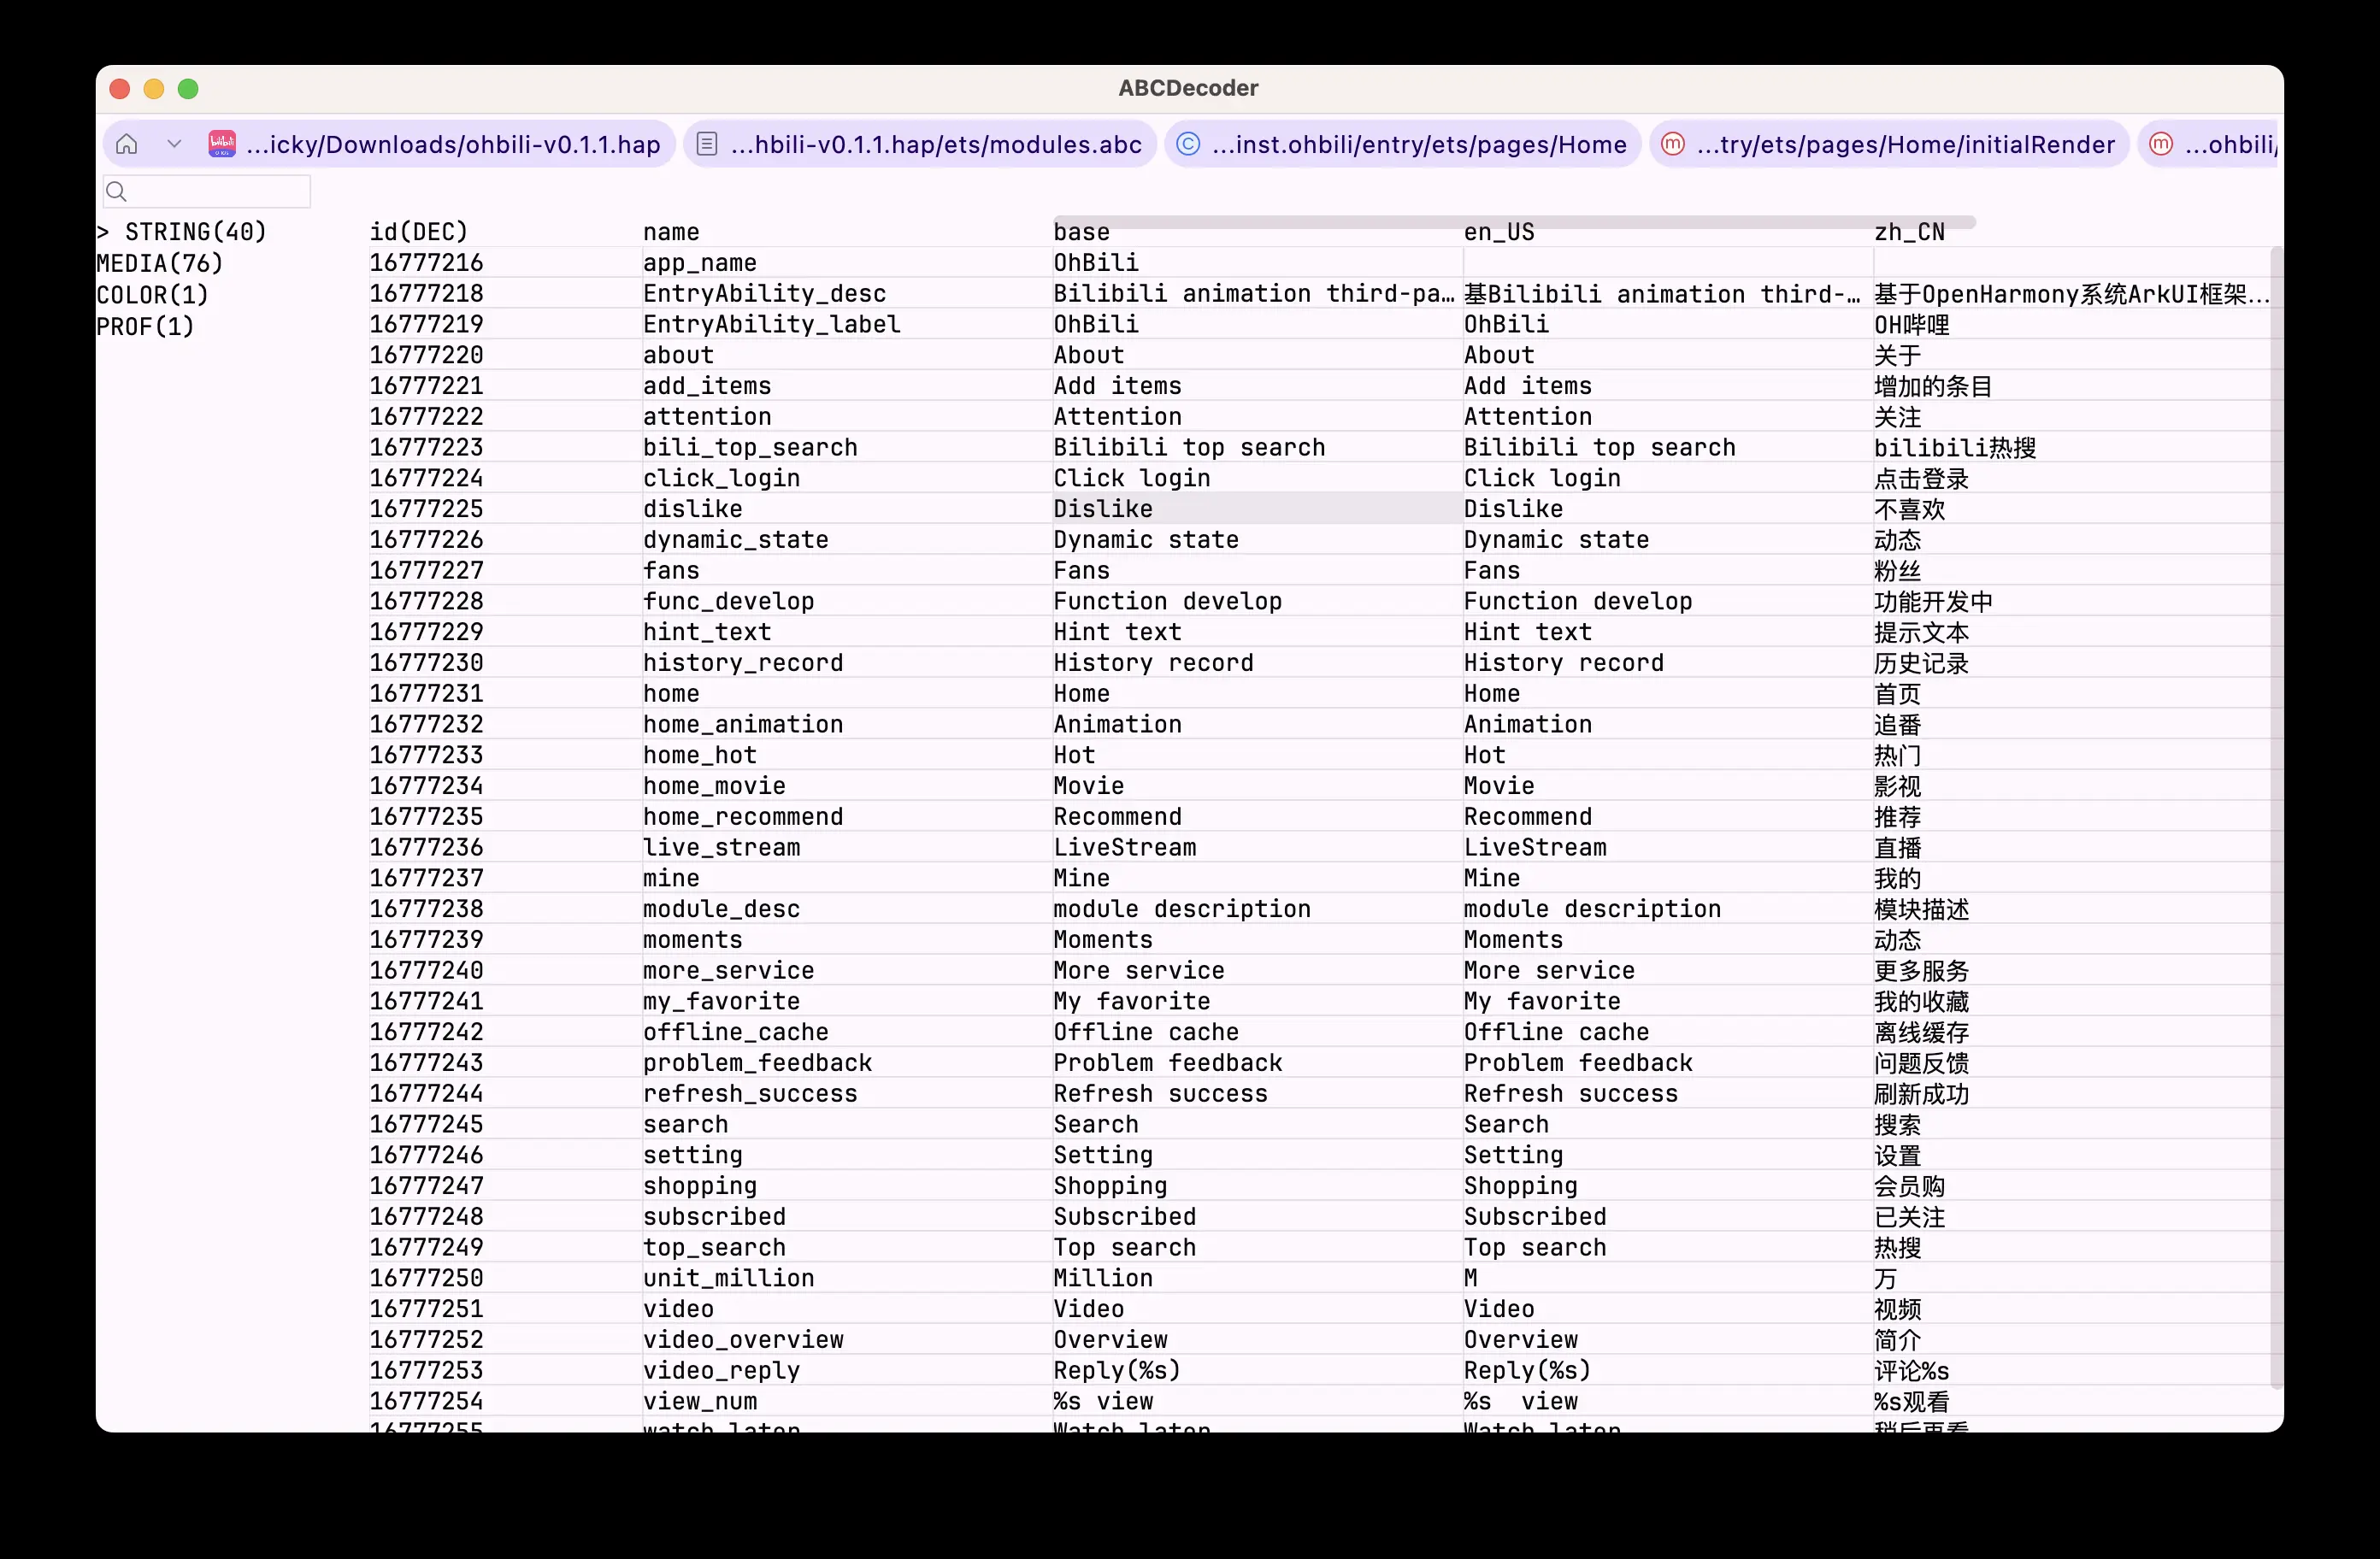 ABCDecoder
...icky/Downloads/ohbili-v0.1.1.hap ...hbili-v0.1.1.hap/ets/modules.abc ...inst.ohbili/entry/ets/pages/Home ...try/ets/pages/Home/initialRender ...ohbili/
> STRING(40) id(DEC) name base en_US zh_CN
MEDIA(76) 16777216 app_name OhBili
COLOR(1) 16777218 EntryAbility_desc Bilibili animation third-pa… 基Bilibili animation third-… 基于OpenHarmony系统ArkUI框架…
PROF(1) 16777219 EntryAbility_label OhBili OhBili OH哔哩
16777220 about About About 关于
16777221 add_items Add items Add items 增加的条目
16777222 attention Attention Attention 关注
16777223 bili_top_search Bilibili top search Bilibili top search bilibili热搜
16777224 click_login Click login Click login 点击登录
16777225 dislike Dislike Dislike 不喜欢
16777226 dynamic_state Dynamic state Dynamic state 动态
16777227 fans Fans Fans 粉丝
16777228 func_develop Function develop Function develop 功能开发中
16777229 hint_text Hint text Hint text 提示文本
16777230 history_record History record History record 历史记录
16777231 home Home Home 首页
16777232 home_animation Animation Animation 追番
16777233 home_hot Hot Hot 热门
16777234 home_movie Movie Movie 影视
16777235 home_recommend Recommend Recommend 推荐
16777236 live_stream LiveStream LiveStream 直播
16777237 mine Mine Mine 我的
16777238 module_desc module description module description 模块描述
16777239 moments Moments Moments 动态
16777240 more_service More service More service 更多服务
16777241 my_favorite My favorite My favorite 我的收藏
16777242 offline_cache Offline cache Offline cache 离线缓存
16777243 problem_feedback Problem feedback Problem feedback 问题反馈
16777244 refresh_success Refresh success Refresh success 刷新成功
16777245 search Search Search 搜索
16777246 setting Setting Setting 设置
16777247 shopping Shopping Shopping 会员购
16777248 subscribed Subscribed Subscribed 已关注
16777249 top_search Top search Top search 热搜
16777250 unit_million Million M 万
16777251 video Video Video 视频
16777252 video_overview Overview Overview 简介
16777253 video_reply Reply(%s) Reply(%s) 评论%s
16777254 view_num %s view %s  view %s观看
16777255 watch_later Watch later Watch later 稍后再看